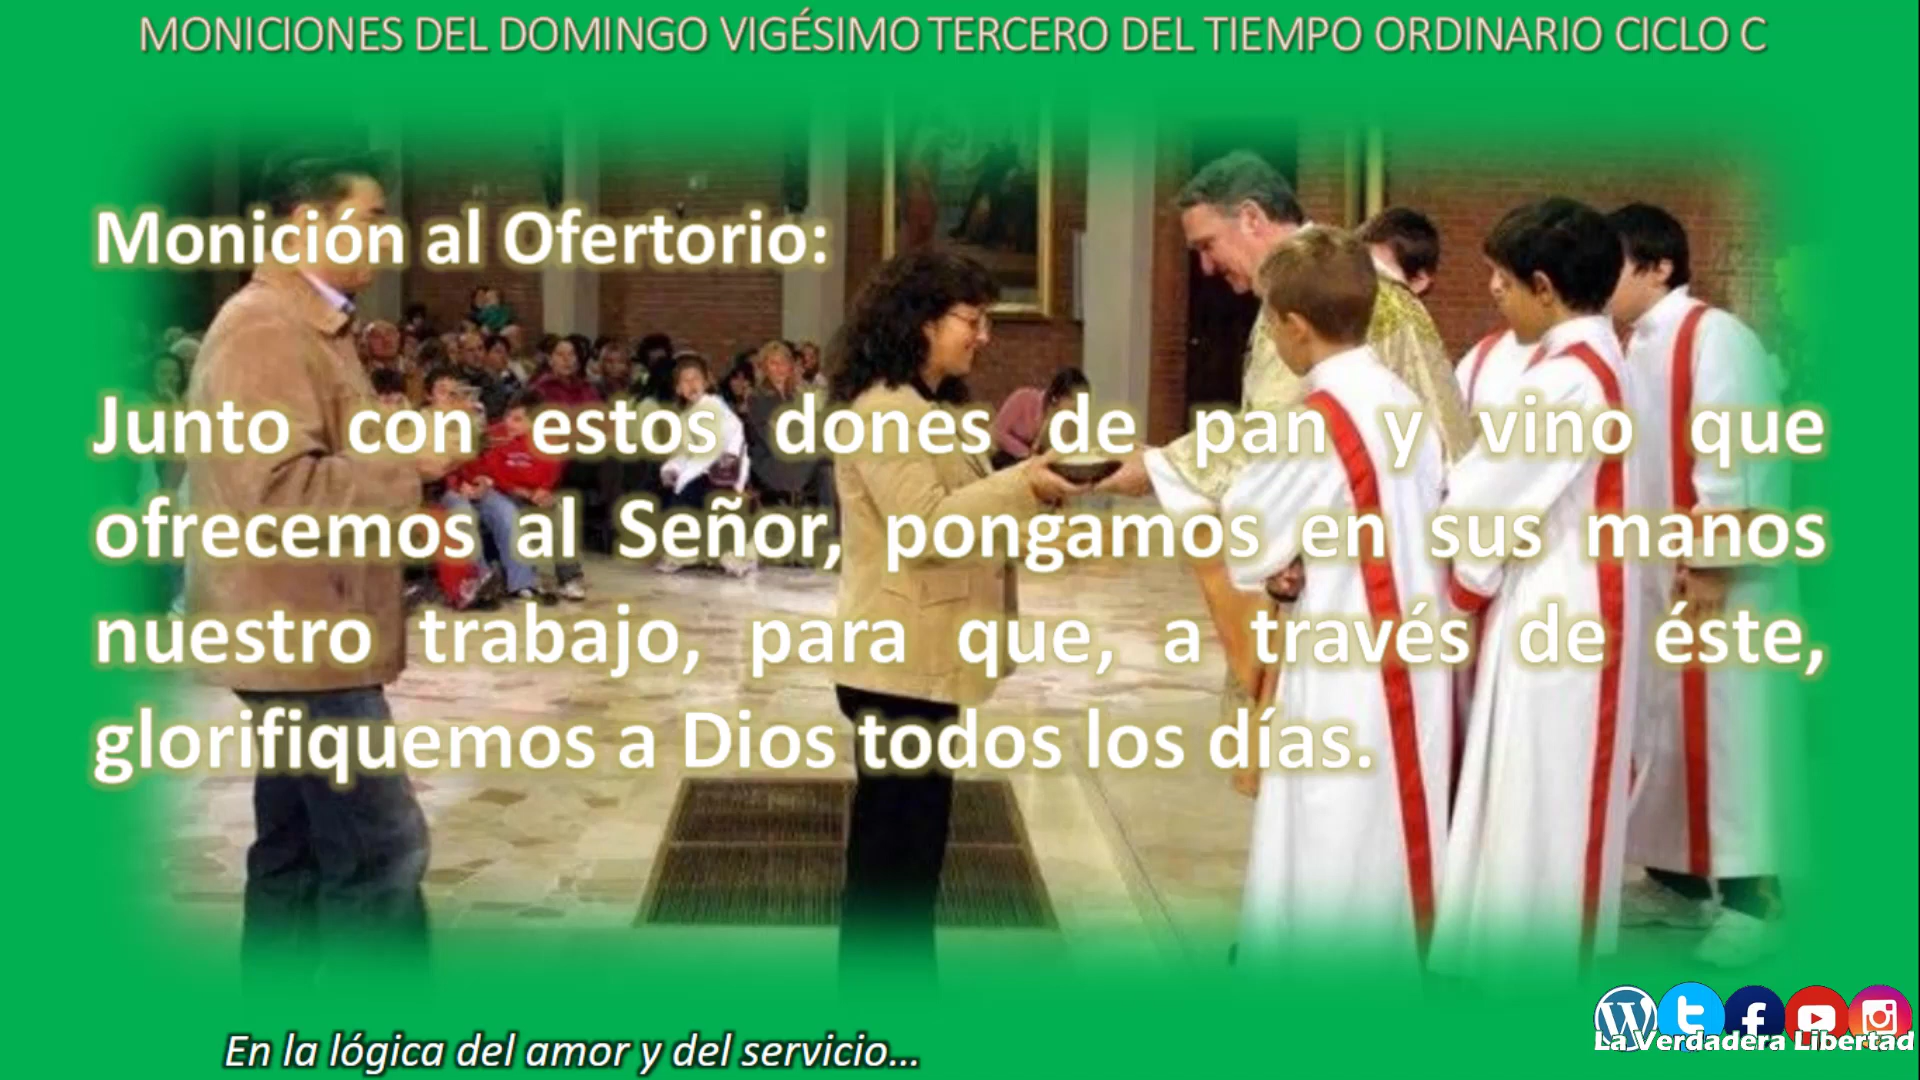 MONICIONES DEL DOMINGO VIGÉSIMO TERCERO DEL TIEMPO ORDINARIO CICLO C
Monición al Ofertorio:
Junto con estos dones de pan y vino que
ofrecemos al Señor, pongamos en sus manos
nuestro trabajo, para que, a través de éste,
glorifiquemos a Dios todos los días.
La Verdadera Libertad
En la lógica del amor y del servicio...